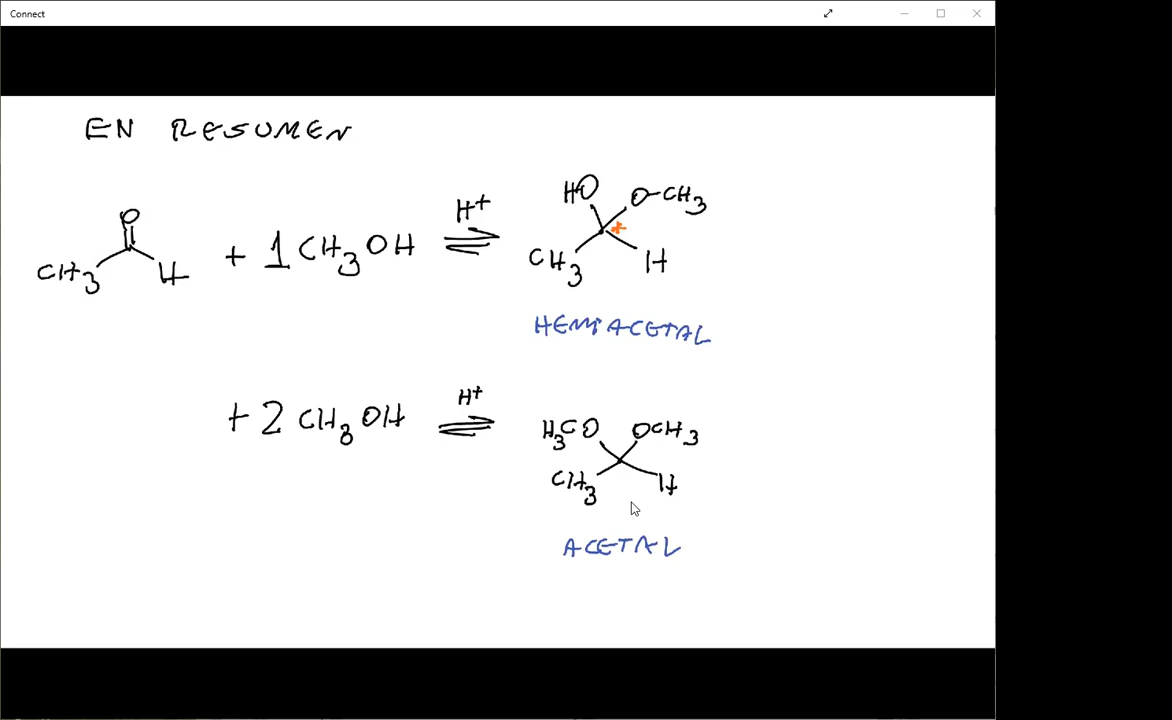 Connect
EN RESUMEN
O
CH3 H + 1 CH3OH H+ HO O-CH3
CH3 H
HEMIACETAL
+ 2 CH3OH H+ H3CO OCH3
CH3 H
ACETAL